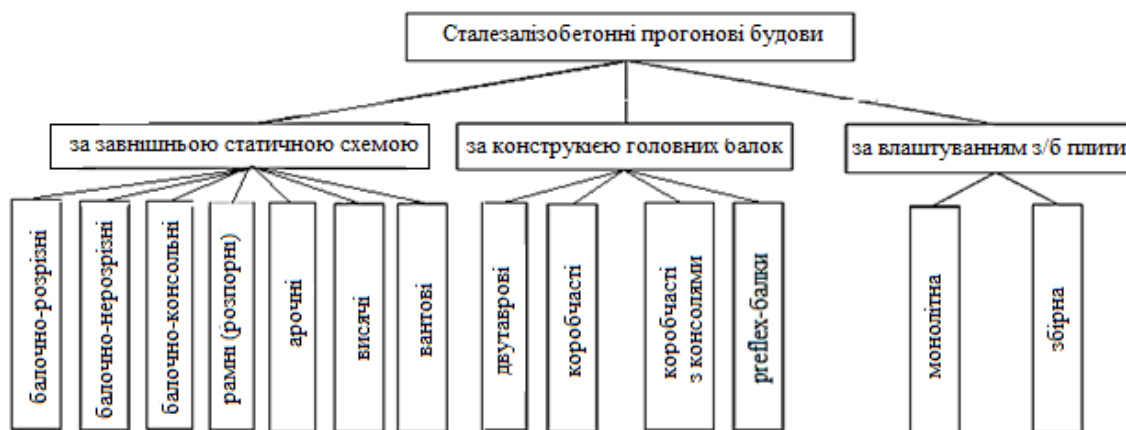 Сталезалізобетонні прогонові будови
за завнішньою статичною схемою
за конструкією головних балок
за влаштуванням з/б плити
балочно-розрізні
балочно-нерозрізні
балочно-консольні
рамні (розпорні)
арочні
висячі
вантові
двутаврові
коробчасті
коробчасті
з консолями
preflex-балки
монолітна
збірна